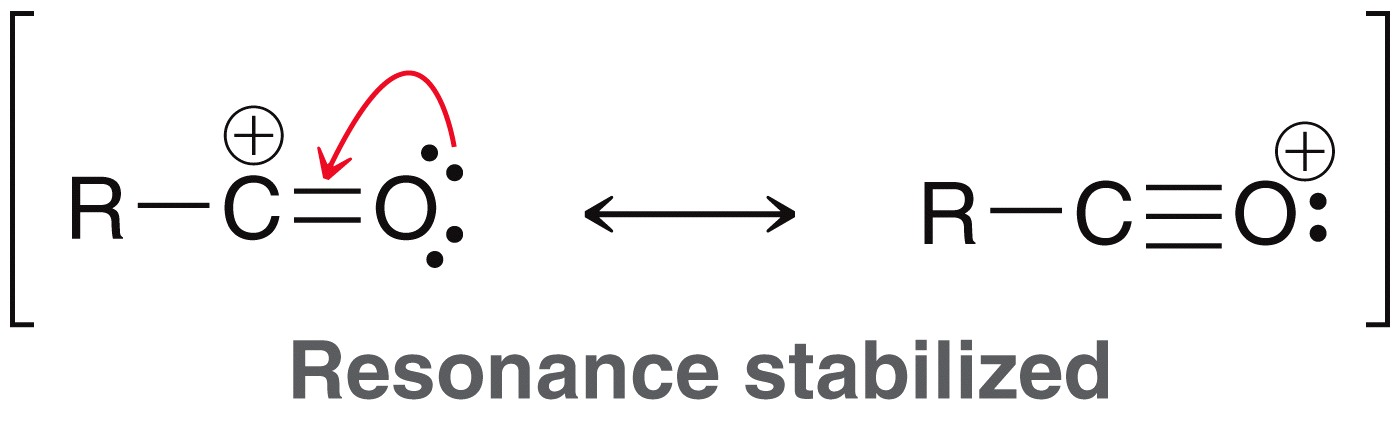 R—C=O ⊕ R—C≡O ⊕
Resonance stabilized